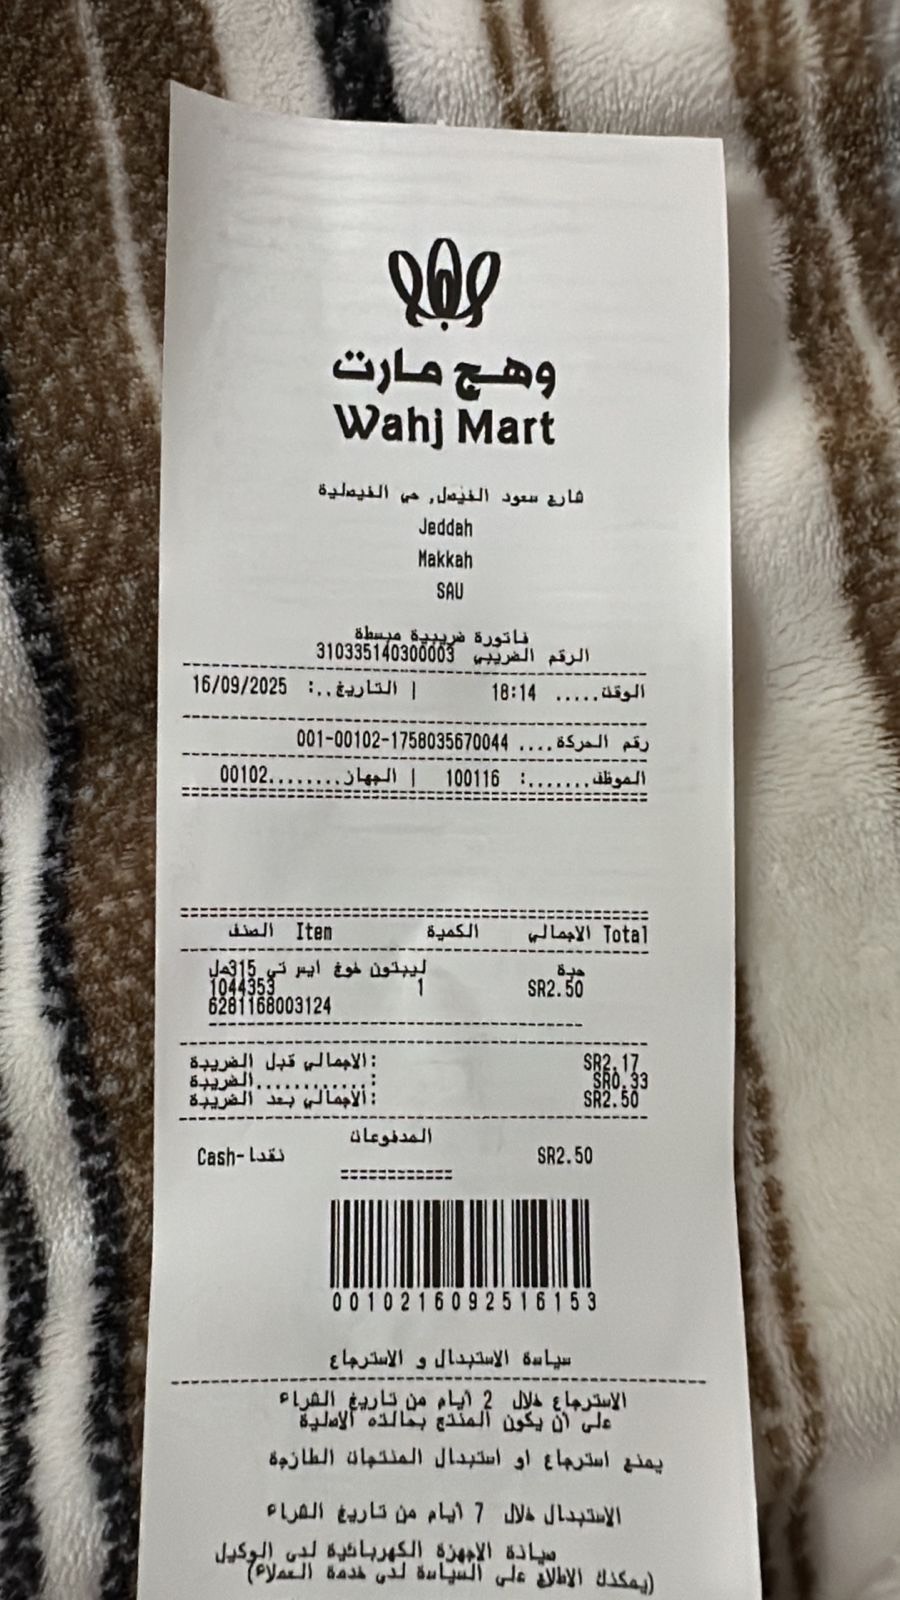 وهج مارت
Wahj Mart
شارع سعود الفيصل, حي الفيصلية
Jeddah
Makkah
SAU
فاتورة ضريبية مبسطة
الرقم الضريبي 310335140300003
الوقت..... 18:14 | التاريخ..: 16/09/2025
رقم الحركة.... 001-00102-1758035670044
الموظف.......: 100116 | الجهاز........00102
الصنف Item الكمية الاجمالي Total
ليبتون خوخ ايس تي 315مل حبة
1044353 1 SR2.50
6281168003124
الاجمالي قبل الضريبة: SR2.17
الضريبة............: SR0.33
الاجمالي بعد الضريبة: SR2.50
المدفوعات
Cash-نقدا SR2.50
0010216092516153
سياسة الاستبدال و الاسترجاع
الاسترجاع خلال 2 أيام من تاريخ الشراء
على ان يكون المنتج بحالته الاصلية
يمنع استرجاع او استبدال المنتجات الطازجة
الاستبدال خلال 7 أيام من تاريخ الشراء
صيانة الاجهزة الكهربائية لدى الوكيل
(يمكنك الاطلاع على السياسة لدى خدمة العملاء)